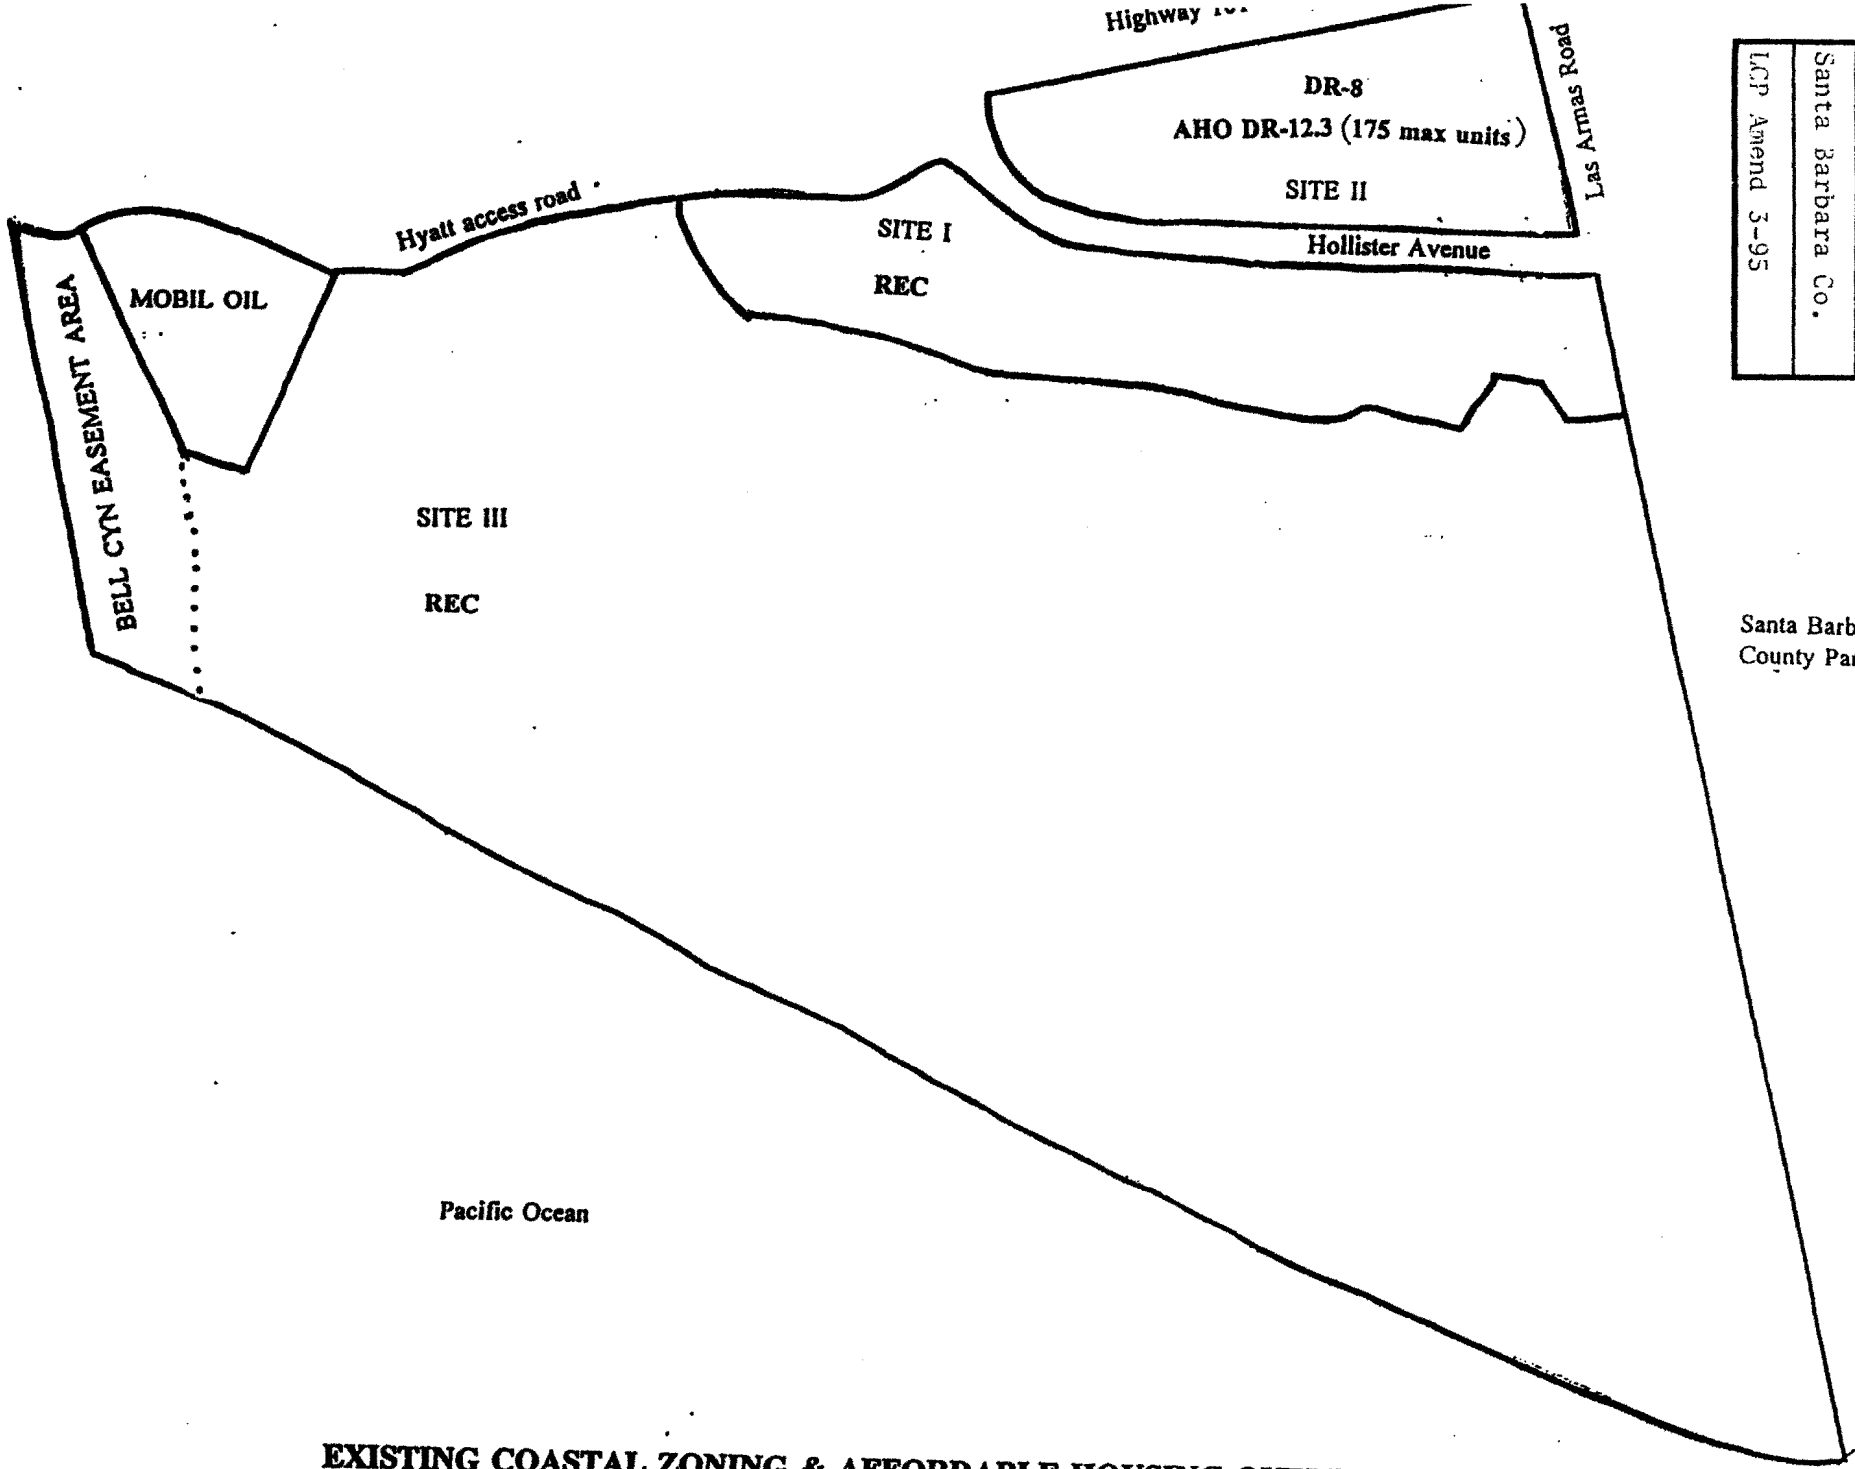 Highway
Las Armas Road
DR-8
AHO DR-12.3 (175 max units)
SITE II
Hollister Avenue
Hyatt access road
SITE I
REC
MOBIL OIL
BELL CYN EASEMENT AREA
SITE III
REC
Santa Barbara Co.
LCP Amend 3-95
Santa Barb
County Par
Pacific Ocean
EXISTING COASTAL ZONING & AFFORDABLE HOUSING